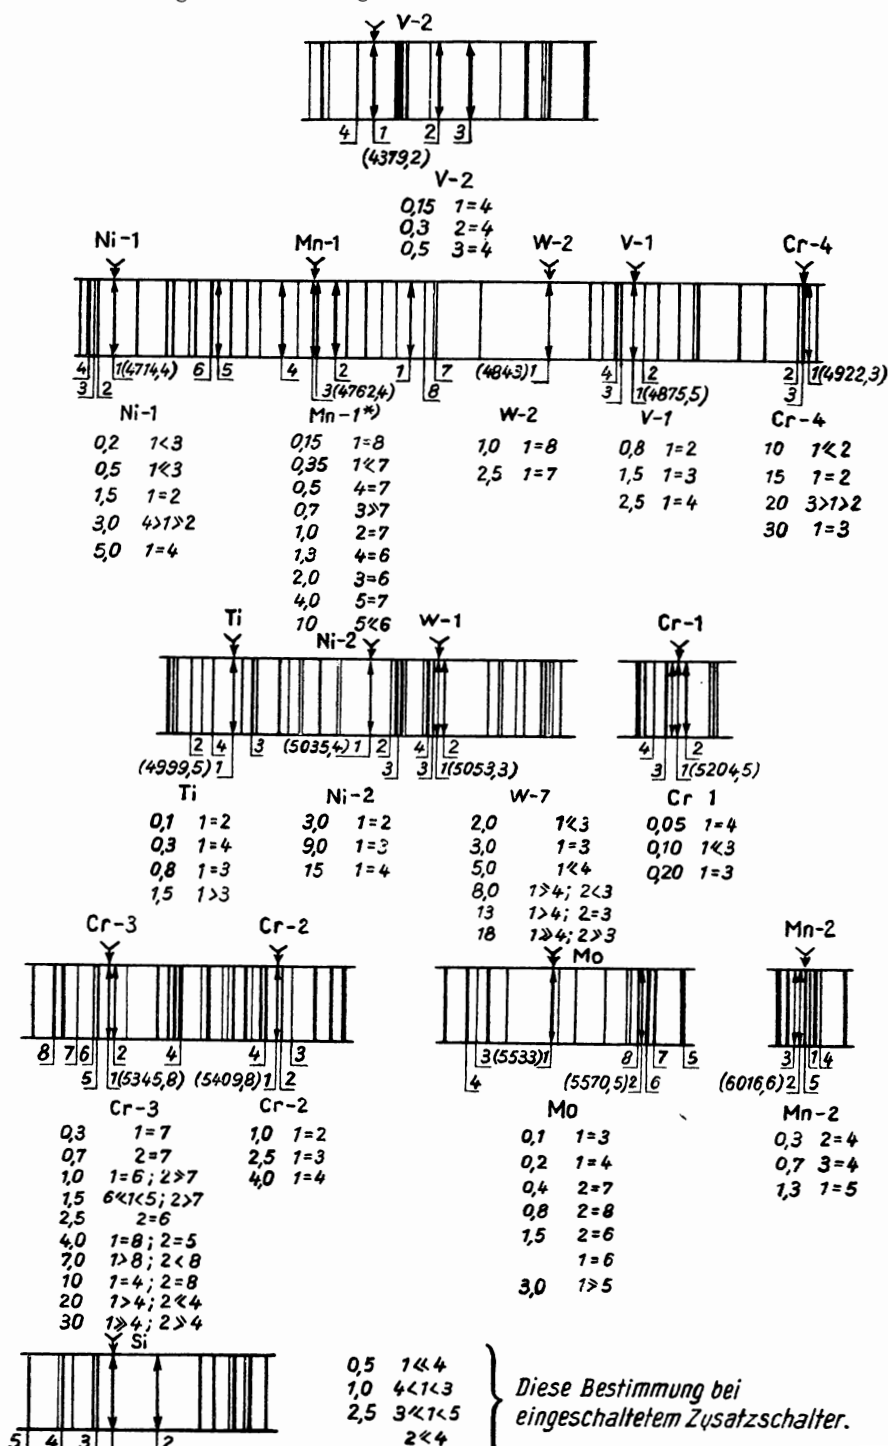 V-2
4 1 2 3
(4379,2)
V-2
0,15 1=4
0,3 2=4
0,5 3=4
Ni-1 Mn-1 W-2 V-1 Cr-4
4 1(4714,4) 6 5 4 2 1 7 (4843)1 4 2 2 1(4922,3)
3 2 3(4762,4) 8 3 1(4875,5) 3
Ni-1 Mn-1*) W-2 V-1 Cr-4
0,2 1<3
0,5 1≪3
1,5 1=2
3,0 4>1≫2
5,0 1=4
0,15 1=8
0,35 1≪7
0,5 4=7
0,7 3≫7
1,0 2=7
1,3 4=6
2,0 3=6
4,0 5=7
10 5≪6
1,0 1=8
2,5 1=7
0,8 1=2
1,5 1=3
2,5 1=4
10 1≪2
15 1=2
20 3>1>2
30 1=3
Ti Ni-2 W-1 Cr-1
2 4 3 (5035,4) 1 2 4 2 4 2
(4999,5) 1 3 3 1(5053,3) 3 1(5204,5)
Ti Ni-2 W-7 Cr 1
0,1 1=2
0,3 1=4
0,8 1=3
1,5 1>3
3,0 1=2
9,0 1=3
15 1=4
2,0 1≪3
3,0 1=3
5,0 1≪4
8,0 1≫4; 2<3
13 1>4; 2=3
18 1≫4; 2≫3
0,05 1=4
0,10 1≪3
0,20 1=3
Cr-3 Cr-2 Mo Mn-2
8 7 6 2 4 4 3 3(5533)1 8 7 5 3 1 4
5 1(5345,8) (5409,8) 1 2 4 (5570,5)2 6 (6016,6) 2 5
Cr-3 Cr-2 Mo Mn-2
0,3 1=7
0,7 2=7
1,0 1=6; 2≫7
1,5 6≪1<5; 2>7
2,5 2=6
4,0 1=8; 2=5
7,0 1>8; 2<8
10 1=4; 2=8
20 1>4; 2≪4
30 1≫4; 2≫4
1,0 1=2
2,5 1=3
4,0 1=4
0,1 1=3
0,2 1=4
0,4 2=7
0,8 2=8
1,5 2=6
1=6
3,0 1>5
0,3 2=4
0,7 3=4
1,3 1=5
Si
5 4 3 2
0,5 1≪4
1,0 4<1<3
2,5 3≪1<5
2≪4
Diese Bestimmung bei
eingeschaltetem Zusatzschalter.